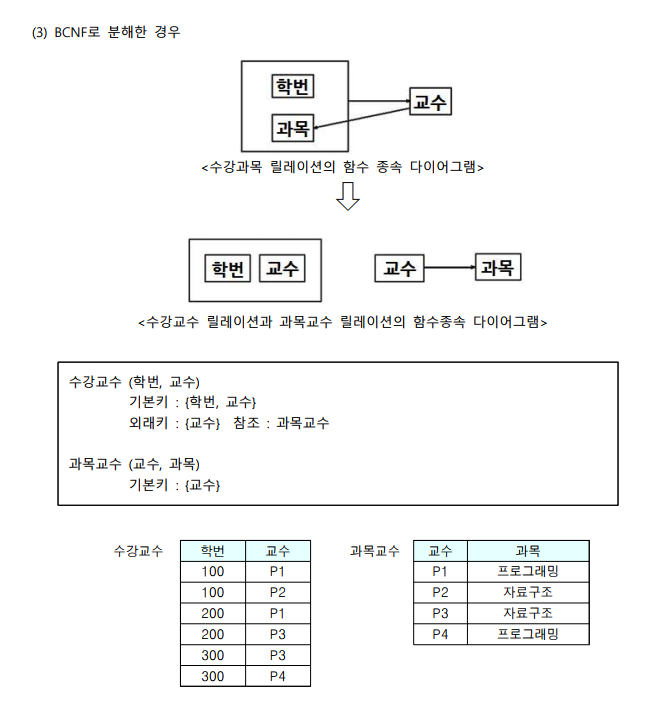 (3) BCNF로 분해한 경우
학번
교수
과목
<수강과목 릴레이션의 함수 종속 다이어그램>
학번 교수 교수 과목
<수강교수 릴레이션과 과목교수 릴레이션의 함수종속 다이어그램>
수강교수 (학번, 교수)
기본키 : {학번, 교수}
외래키 : {교수} 참조 : 과목교수
과목교수 (교수, 과목)
기본키 : {교수}
수강교수 학번 교수 과목교수 교수 과목
100 P1 P1 프로그래밍
100 P2 P2 자료구조
200 P1 P3 자료구조
200 P3 P4 프로그래밍
300 P3
300 P4